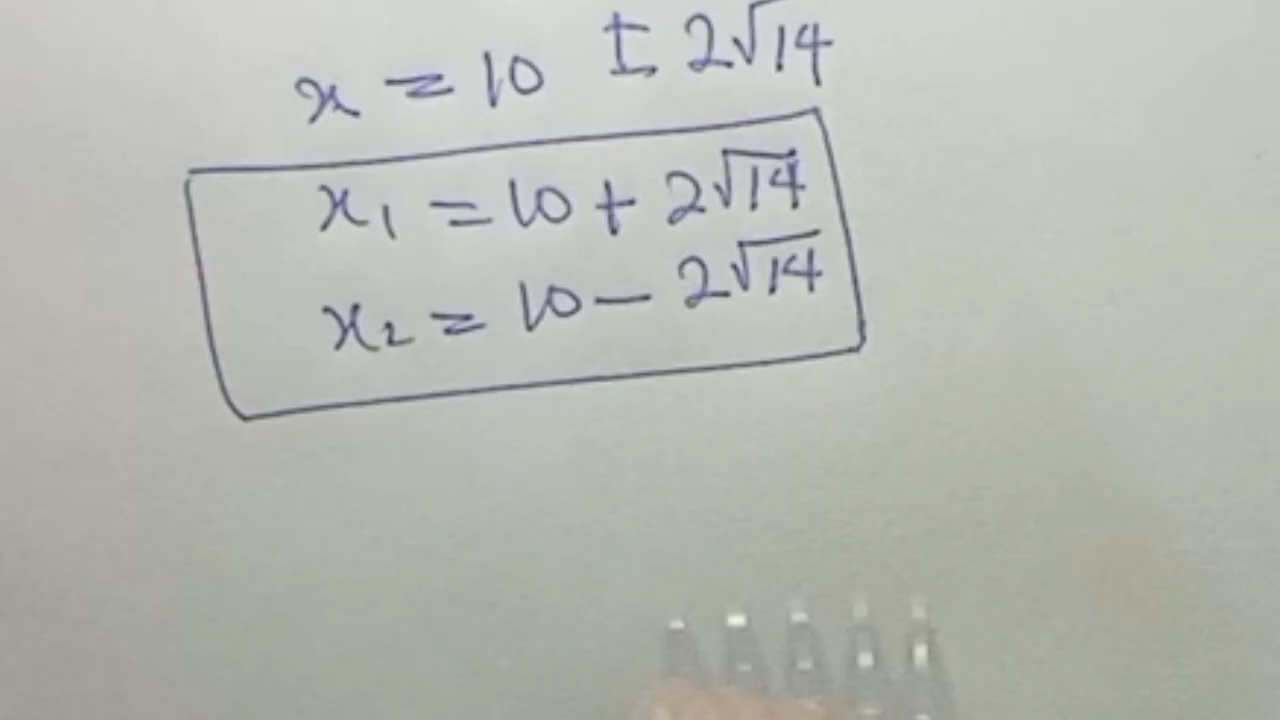 x = 10 ± 2√14
x₁ = 10 + 2√14
x₂ = 10 − 2√14